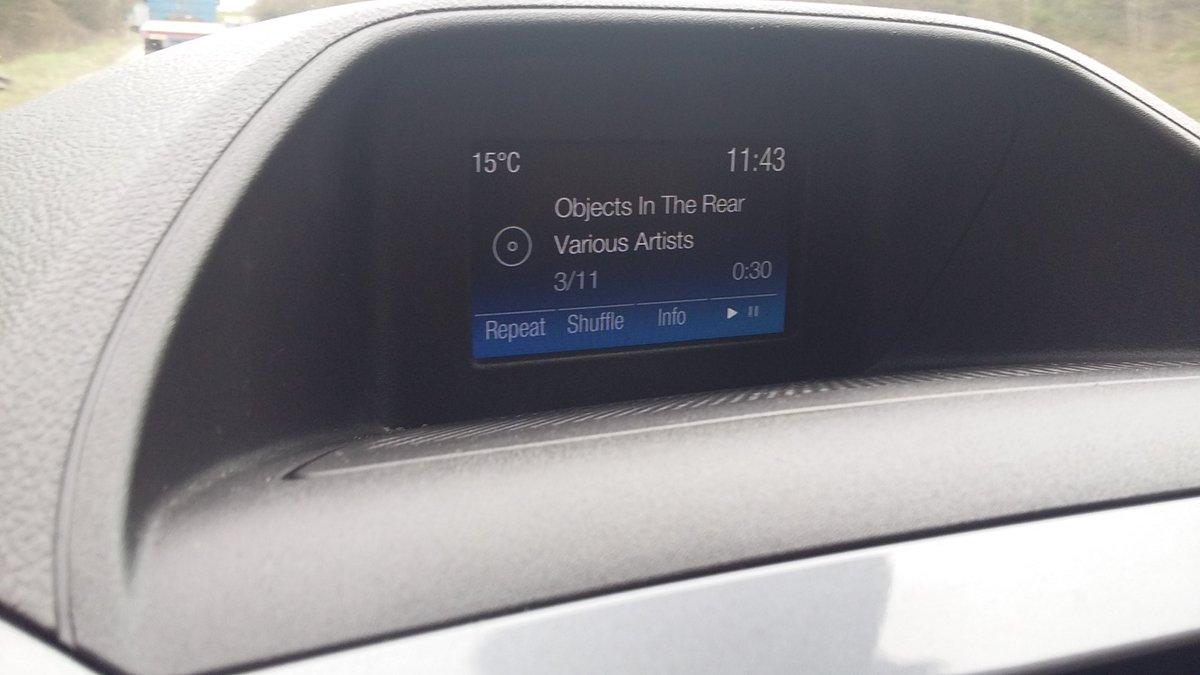 15°C 11:43
Objects In The Rear
Various Artists
3/11 0:30
Repeat Shuffle Info